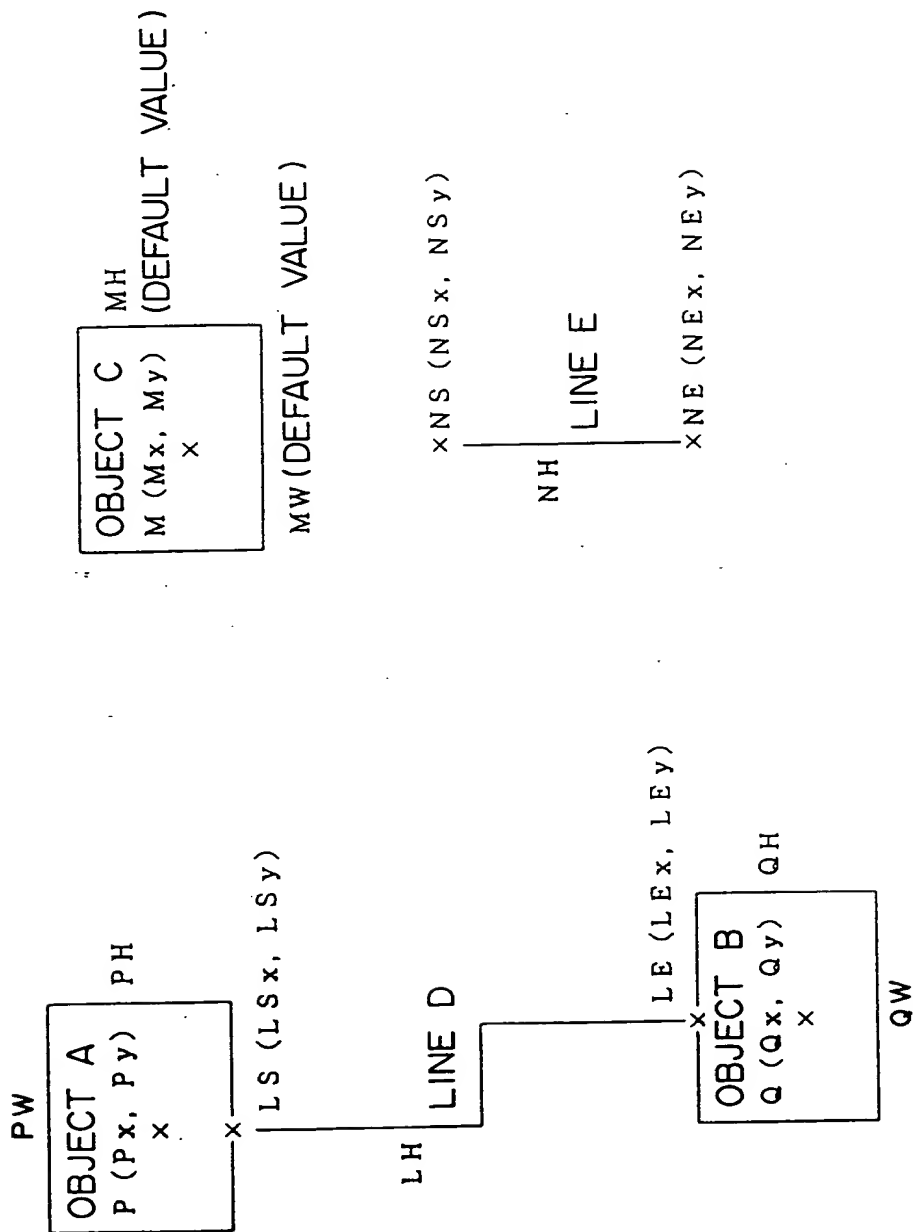 PW
OBJECT A
P (Px, Py)
×
PH
× LS (LSx, LSy)
LH
LINE D
LE (LEx, LEy)
×
OBJECT B
Q (Qx, Qy)
×
QH
QW
OBJECT C
M (Mx, My)
×
MH
(DEFAULT VALUE)
MW (DEFAULT VALUE)
×NS (NSx, NSy)
NH
LINE E
×NE (NEx, NEy)